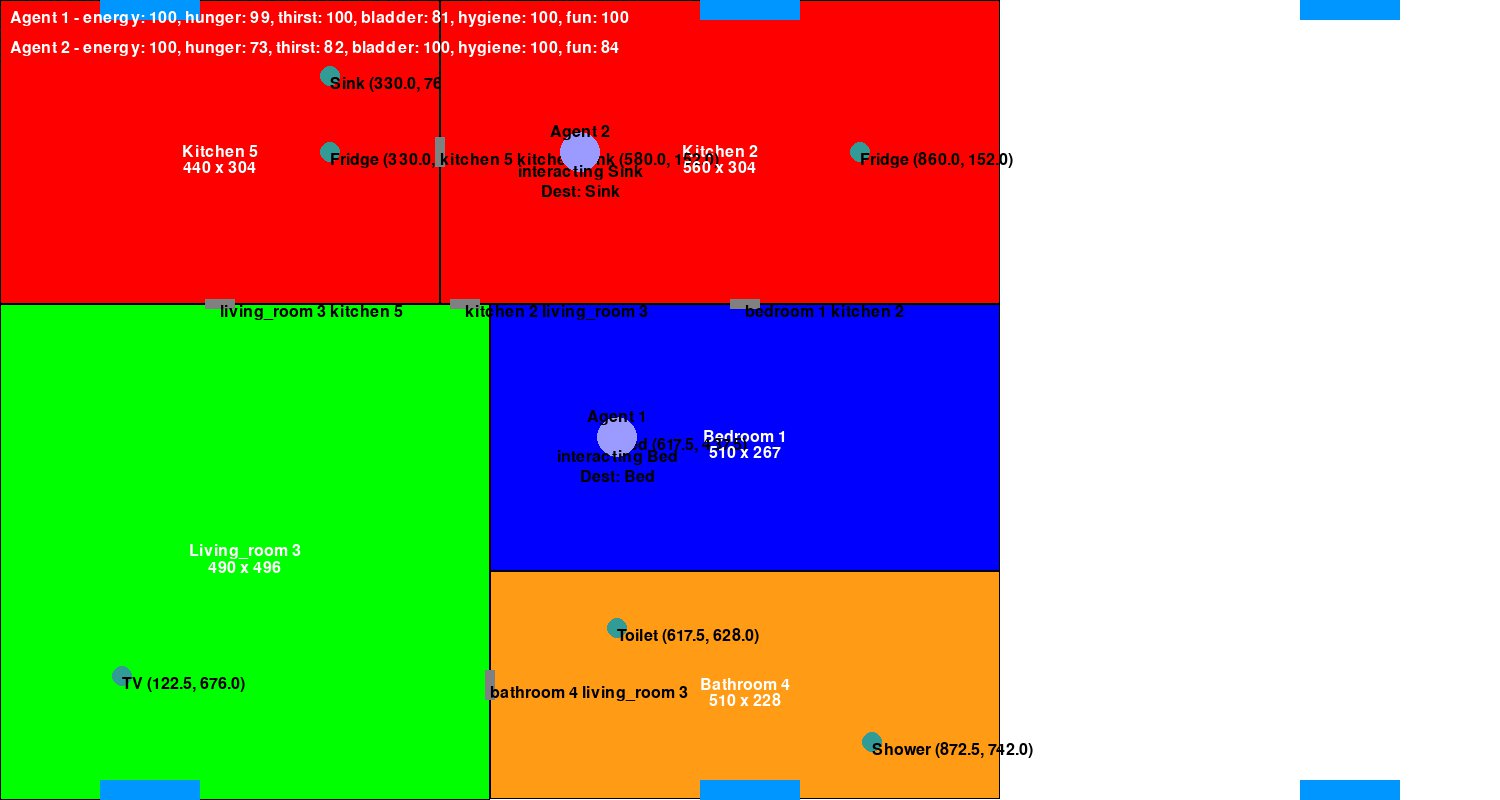 Agent 1 - energy: 100, hunger: 99, thirst: 100, bladder: 81, hygiene: 100, fun: 100
Agent 2 - energy: 100, hunger: 73, thirst: 82, bladder: 100, hygiene: 100, fun: 84
Sink (330.0, 76
Agent 2
Kitchen 5
440 x 304
Fridge (330.0, kitchen 5 kitche
nk (580.0,
Kitchen 2
560 x 304
Fridge (860.0, 152.0)
interacting Sink
Dest: Sink
living_room 3 kitchen 5
kitchen 2 living_room 3
bedroom 1 kitchen 2
Agent 1
d (617.5,
Bedroom 1
510 x 267
interacting Bed
Dest: Bed
Living_room 3
490 x 496
Toilet (617.5, 628.0)
TV (122.5, 676.0)
bathroom 4 living_room 3
Bathroom 4
510 x 228
Shower (872.5, 742.0)